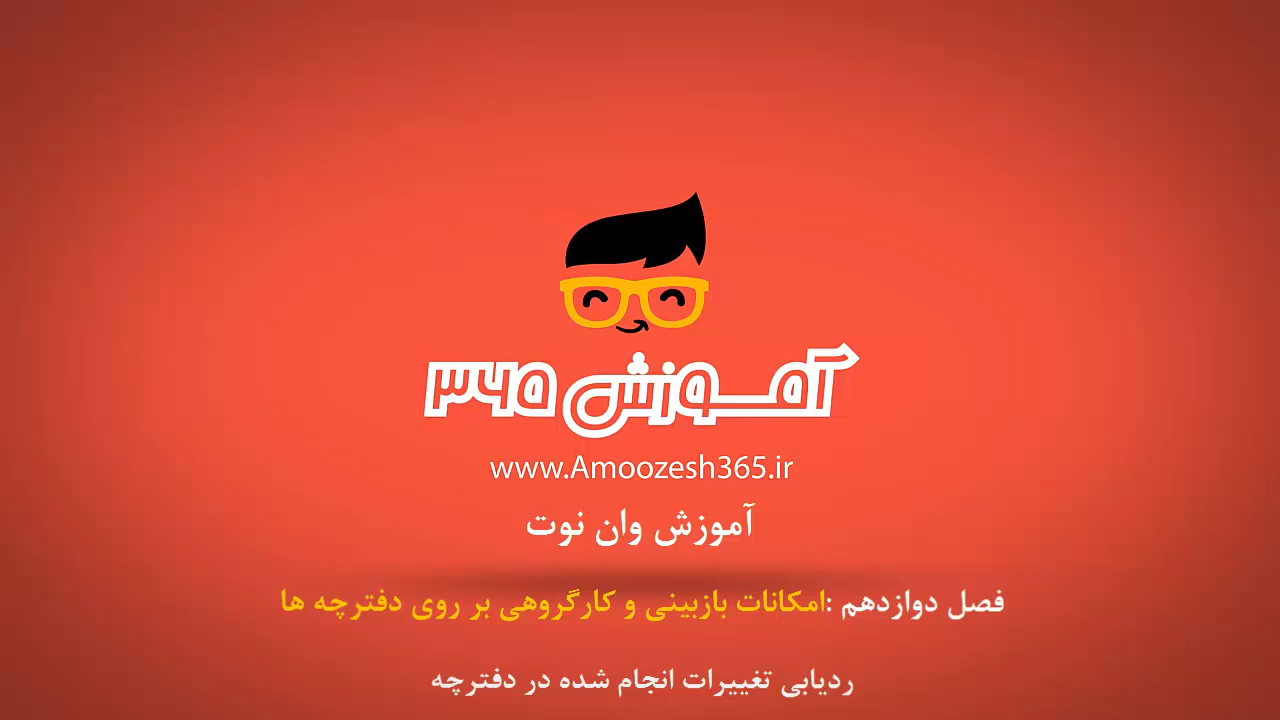 آموزش ۳۶۵
www.Amoozesh365.ir
آموزش وان نوت
فصل دوازدهم :امکانات بازبینی و کارگروهی بر روی دفترچه ها
ردیابی تغییرات انجام شده در دفترچه